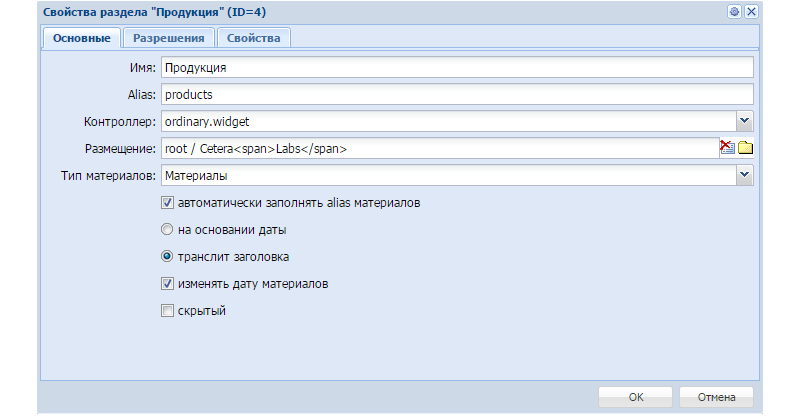 Свойства раздела "Продукция" (ID=4)
Основные Разрешения Свойства
Имя: Продукция
Alias: products
Контроллер: ordinary.widget
Размещение: root / Cetera<span>Labs</span>
Тип материалов: Материалы
автоматически заполнять alias материалов
на основании даты
транслит заголовка
изменять дату материалов
скрытый
OK Отмена